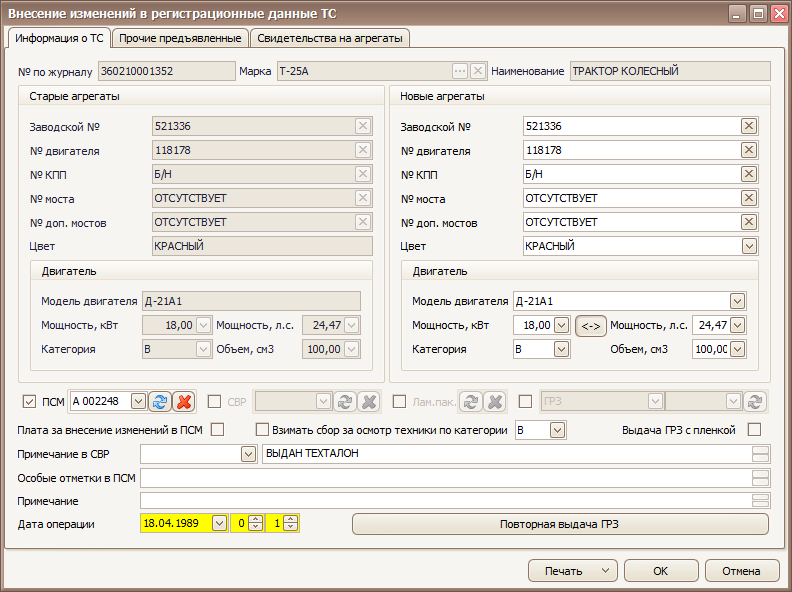 Внесение изменений в регистрационные данные ТС
Информация о ТС Прочие предъявленные Свидетельства на агрегаты
№ по журналу 360210001352 Марка Т-25А Наименование ТРАКТОР КОЛЕСНЫЙ
Старые агрегаты
Заводской № 521336
№ двигателя 118178
№ КПП Б/Н
№ моста ОТСУТСТВУЕТ
№ доп. мостов ОТСУТСТВУЕТ
Цвет КРАСНЫЙ
Двигатель
Модель двигателя Д-21А1
Мощность, кВт 18,00 Мощность, л.с. 24,47
Категория В Объем, см3 100,00
Новые агрегаты
Заводской № 521336
№ двигателя 118178
№ КПП Б/Н
№ моста ОТСУТСТВУЕТ
№ доп. мостов ОТСУТСТВУЕТ
Цвет КРАСНЫЙ
Двигатель
Модель двигателя Д-21А1
Мощность, кВт 18,00 <-> Мощность, л.с. 24,47
Категория В Объем, см3 100,00
ПСМ А 002248 СВР Лам.пак. ГРЗ
Плата за внесение изменений в ПСМ Взимать сбор за осмотр техники по категории В Выдача ГРЗ с пленкой
Примечание в СВР ВЫДАН ТЕХТАЛОН
Особые отметки в ПСМ
Примечание
Дата операции 18.04.1989 0 1 Повторная выдача ГРЗ
Печать OK Отмена